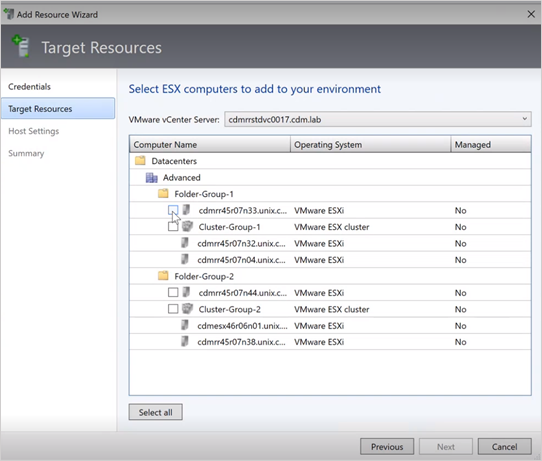 Add Resource Wizard
Target Resources
Credentials
Target Resources
Host Settings
Summary
Select ESX computers to add to your environment
VMware vCenter Server: cdmrrstdvc0017.cdm.lab
Computer Name Operating System Managed
Datacenters
Advanced
Folder-Group-1
cdmrr45r07n33.unix.c... VMware ESXi No
Cluster-Group-1 VMware ESX cluster No
cdmrr45r07n32.unix.c... VMware ESXi No
cdmrr45r07n04.unix.c... VMware ESXi No
Folder-Group-2
cdmrr45r07n44.unix.c... VMware ESXi No
Cluster-Group-2 VMware ESX cluster No
cdmesx46r06n01.unix.... VMware ESXi No
cdmrr45r07n38.unix.c... VMware ESXi No
Select all
Previous Next Cancel